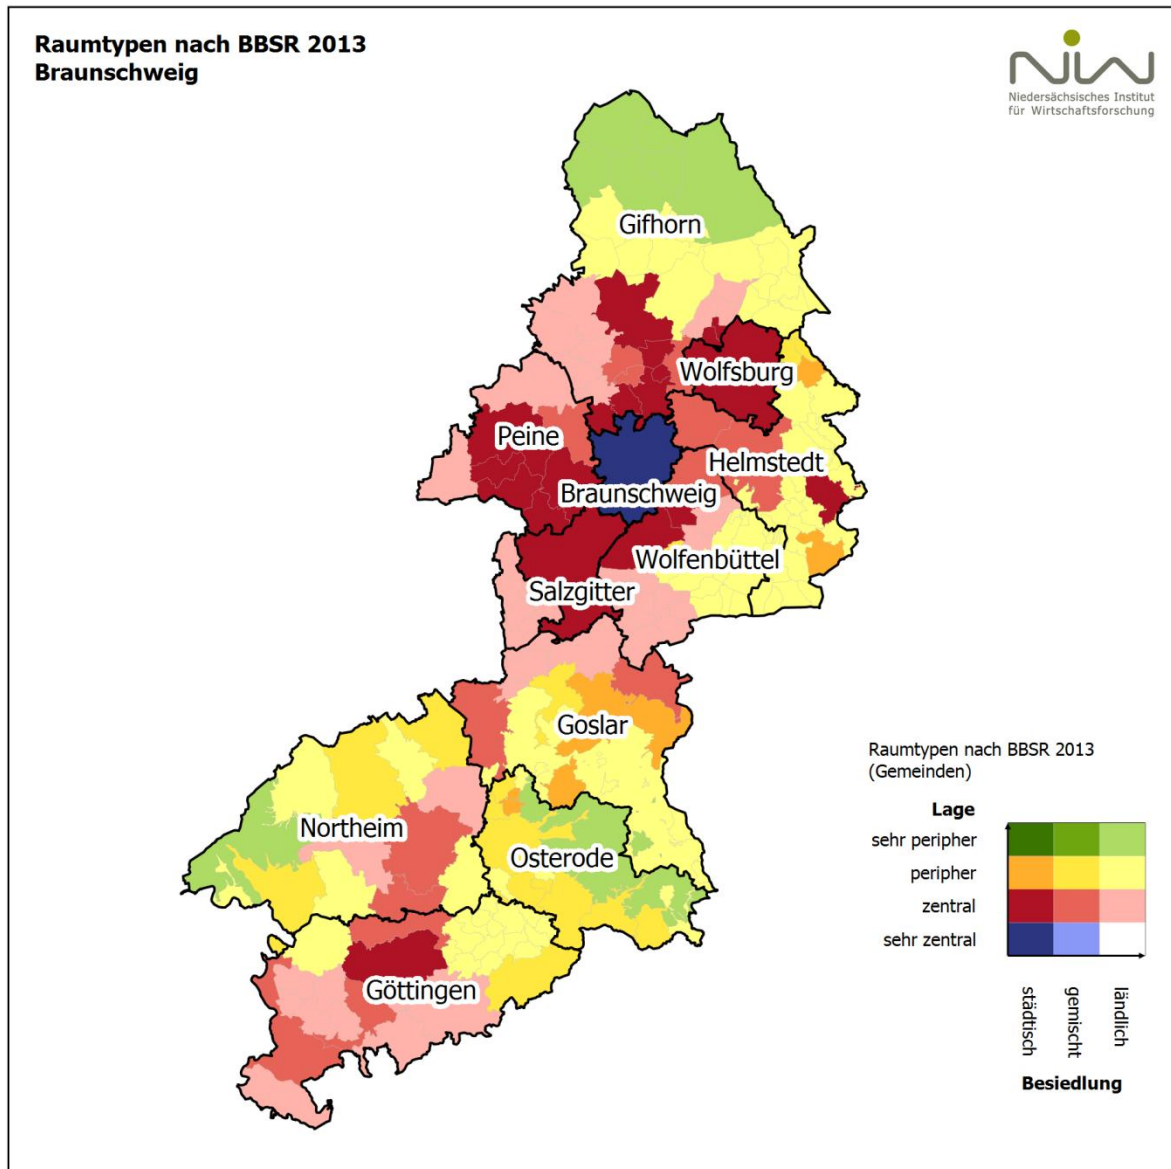 Raumtypen nach BBSR 2013
Braunschweig
NIW
Niedersächsisches Institut
für Wirtschaftsforschung
Gifhorn
Wolfsburg
Peine
Helmstedt
Braunschweig
Wolfenbüttel
Salzgitter
Goslar
Northeim
Osterode
Göttingen
Raumtypen nach BBSR 2013
(Gemeinden)
Lage
sehr peripher
peripher
zentral
sehr zentral
städtisch
gemischt
ländlich
Besiedlung